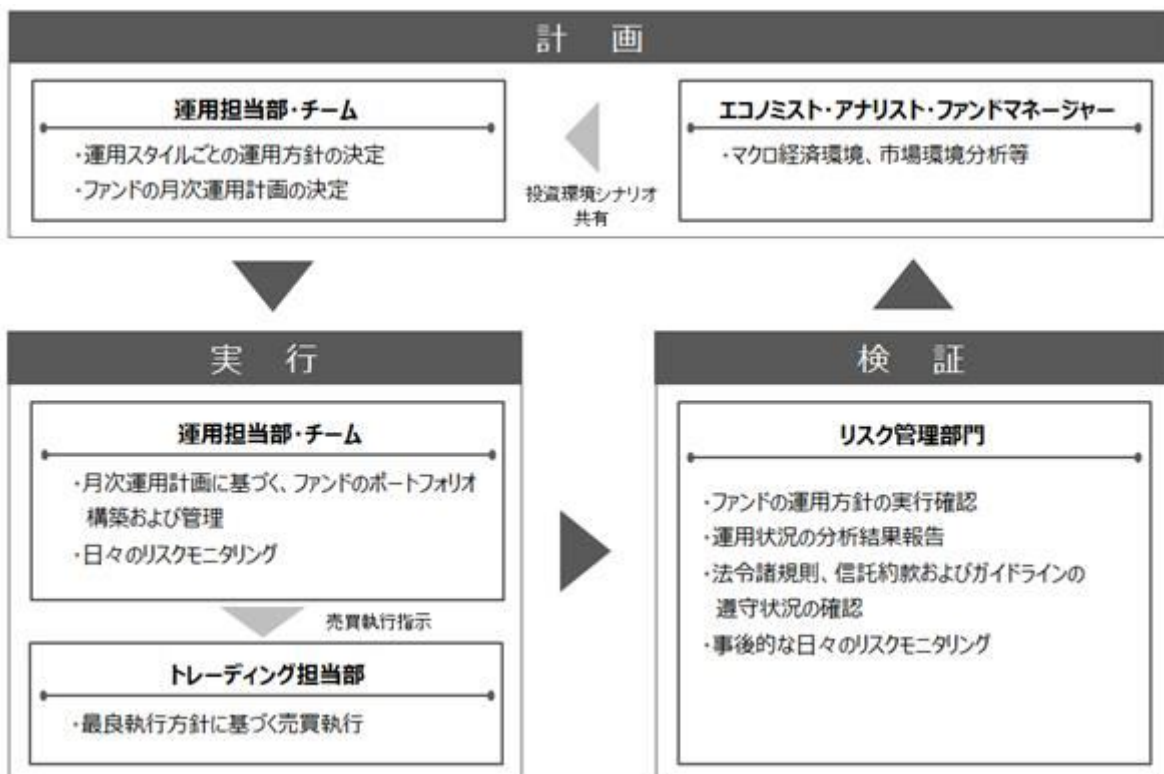 計 画
運用担当部・チーム
・運用スタイルごとの運用方針の決定
・ファンドの月次運用計画の決定
投資環境シナリオ
共有
エコノミスト・アナリスト・ファンドマネージャー
・マクロ経済環境、市場環境分析等
実 行
運用担当部・チーム
・月次運用計画に基づく、ファンドのポートフォリオ
構築および管理
・日々のリスクモニタリング
売買執行指示
トレーディング担当部
・最良執行方針に基づく売買執行
検 証
リスク管理部門
・ファンドの運用方針の実行確認
・運用状況の分析結果報告
・法令諸規則、信託約款およびガイドラインの
遵守状況の確認
・事後的な日々のリスクモニタリング